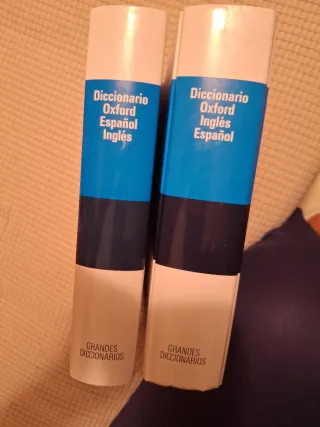 Diccionario
Oxford
Español
Inglés
GRANDES
DICCIONARIOS
Diccionario
Oxford
Inglés
Español
GRANDES
DICCIONARIOS